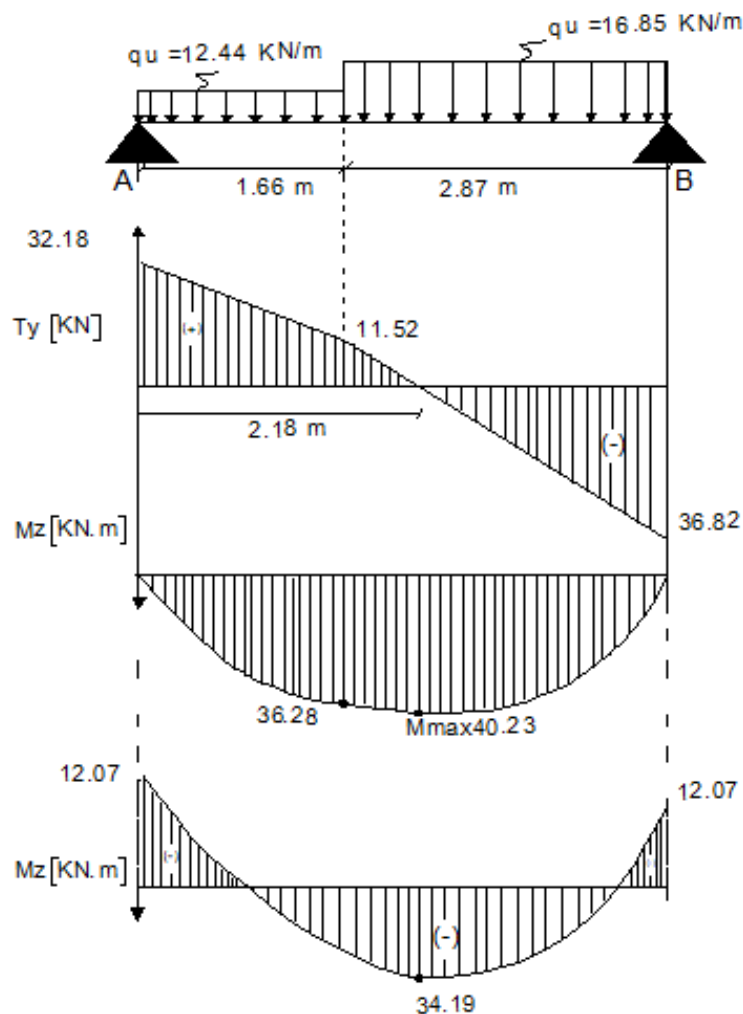 qu =12.44 KN/m
qu =16.85 KN/m
A
B
1.66 m
2.87 m
32.18
Ty [KN]
(+)
11.52
2.18 m
(-)
36.82
Mz [KN.m]
36.28
Mmax40.23
12.07
12.07
(-)
Mz [KN.m]
(-)
34.19